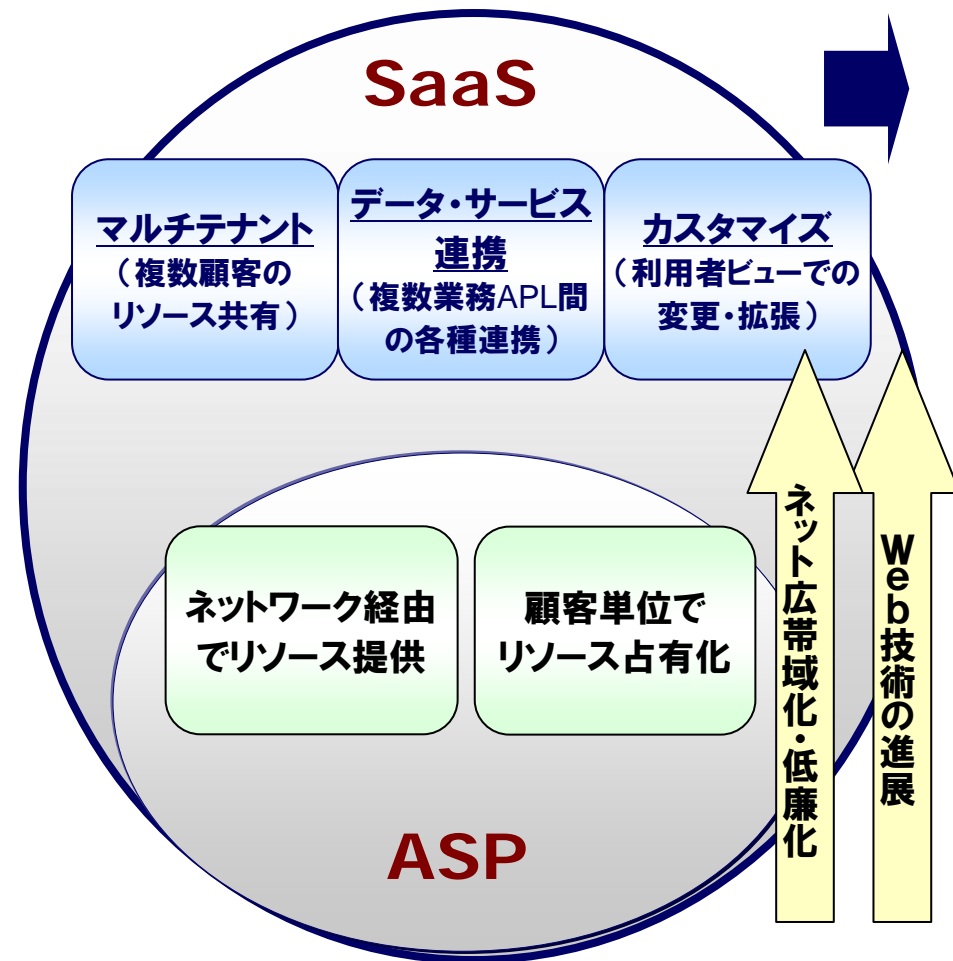 SaaS
マルチテナント
（複数顧客の
リソース共有）
データ・サービス
連携
（複数業務APL間
の各種連携）
カスタマイズ
（利用者ビューでの
変更・拡張）
ネットワーク経由
でリソース提供
顧客単位で
リソース占有化
ネット広帯域化・低廉化
Web技術の進展
ASP